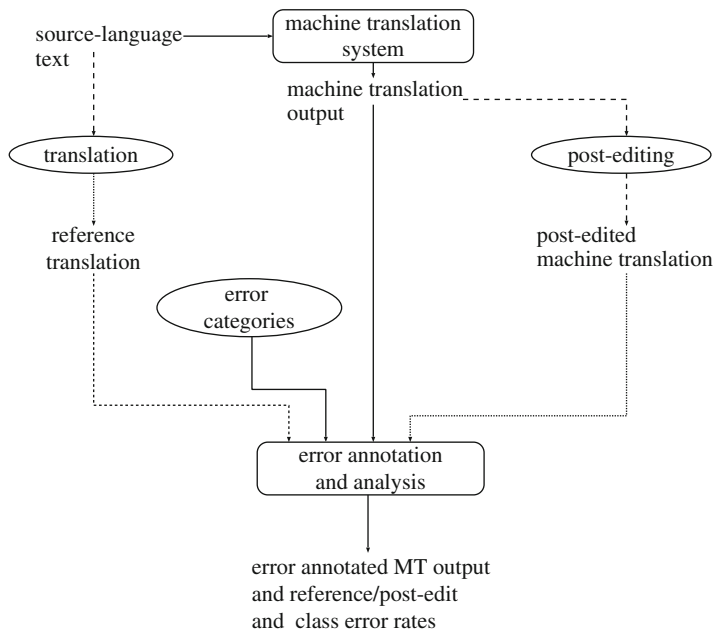 source-language
text
machine translation
system
machine translation
output
translation
post-editing
reference
translation
post-edited
machine translation
error
categories
error annotation
and analysis
error annotated MT output
and reference/post-edit
and class error rates